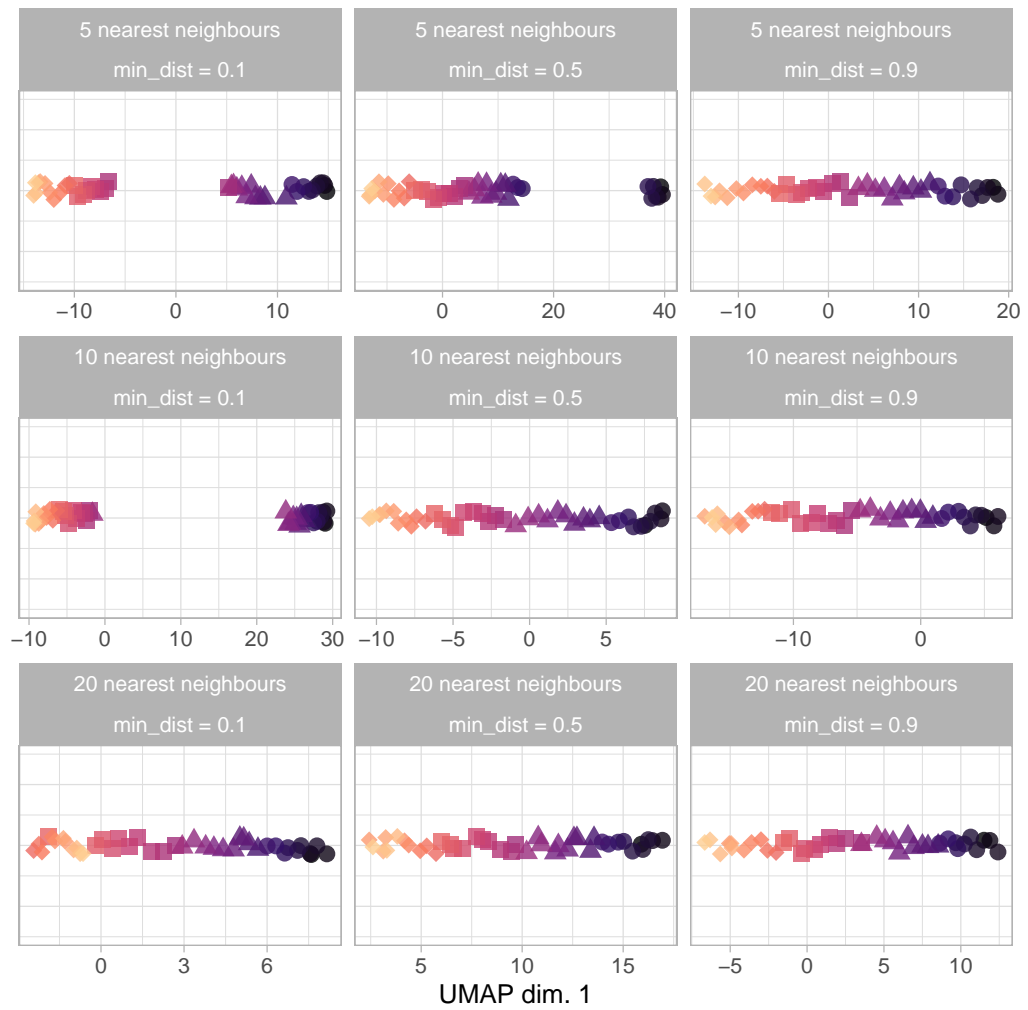 5 nearest neighbours
min_dist = 0.1
5 nearest neighbours
min_dist = 0.5
5 nearest neighbours
min_dist = 0.9
−10 0 10
0 20 40
−10 0 10 20
10 nearest neighbours
min_dist = 0.1
10 nearest neighbours
min_dist = 0.5
10 nearest neighbours
min_dist = 0.9
−10 0 10 20 30
−10 −5 0 5
−10 0
20 nearest neighbours
min_dist = 0.1
20 nearest neighbours
min_dist = 0.5
20 nearest neighbours
min_dist = 0.9
0 3 6
5 10 15
−5 0 5 10
UMAP dim. 1